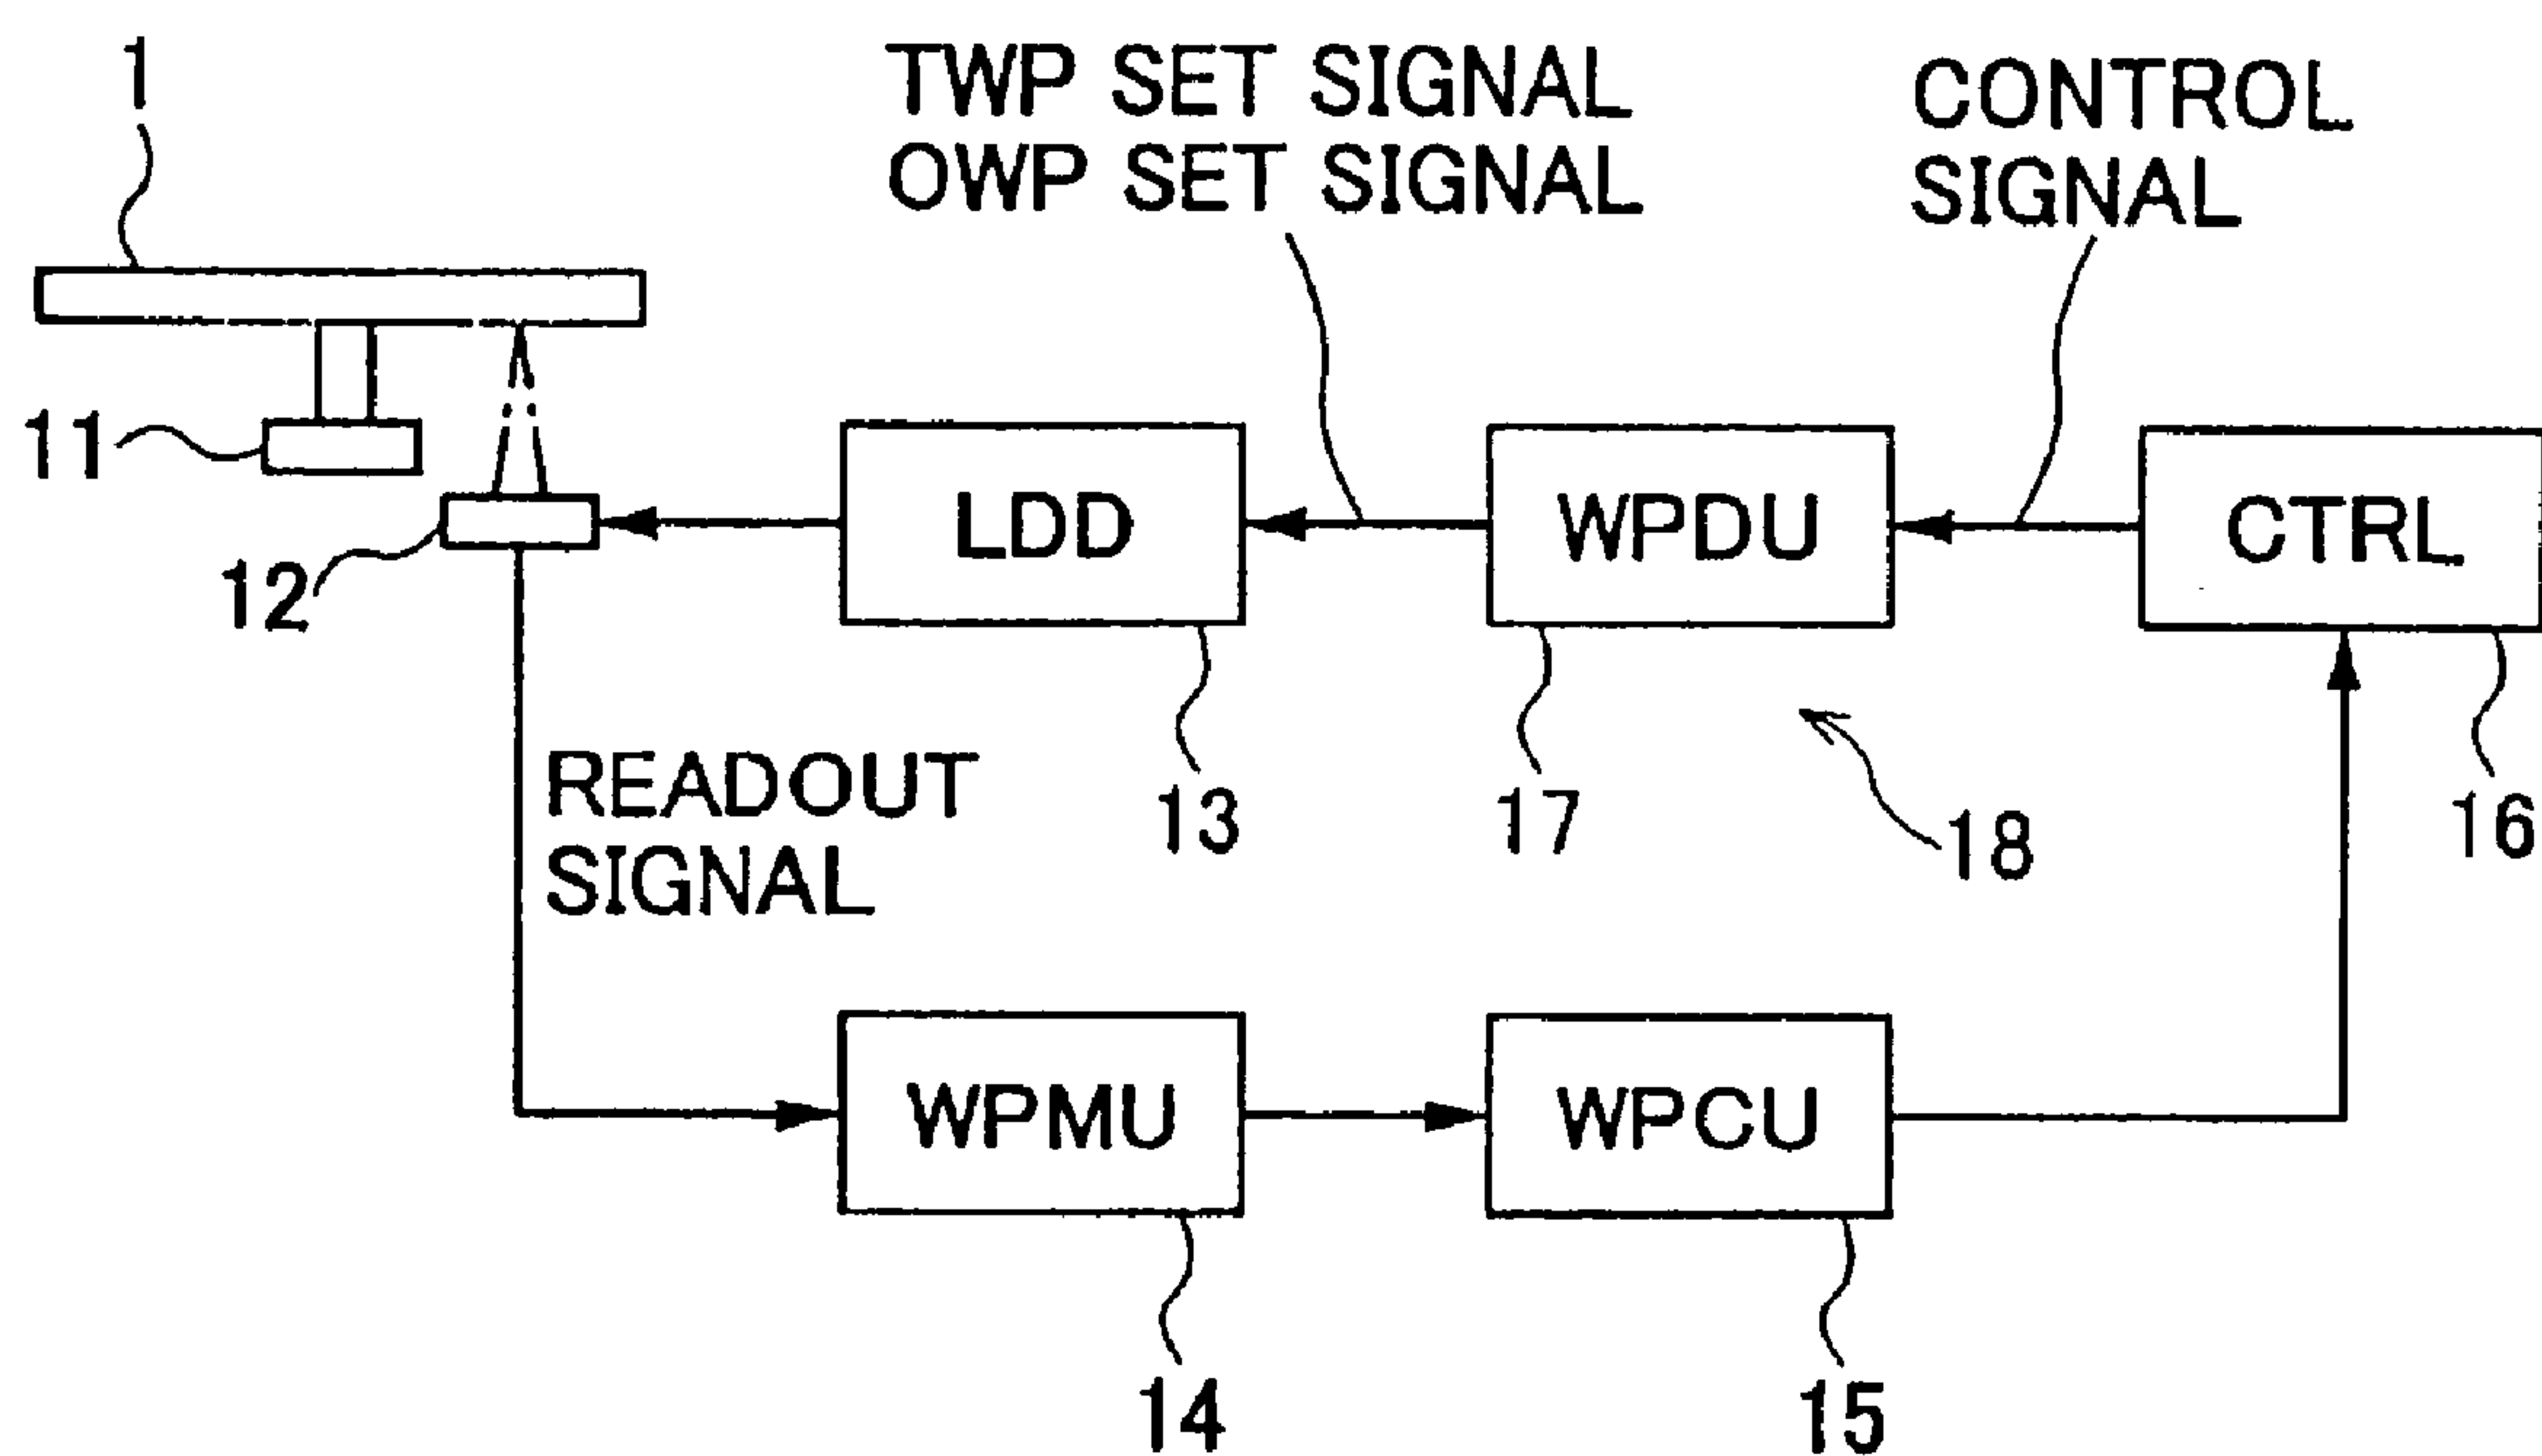 1
TWP SET SIGNAL
OWP SET SIGNAL
CONTROL
SIGNAL
11
12
LDD
WPDU
CTRL
READOUT
SIGNAL
13
17
18
16
WPMU
WPCU
14
15